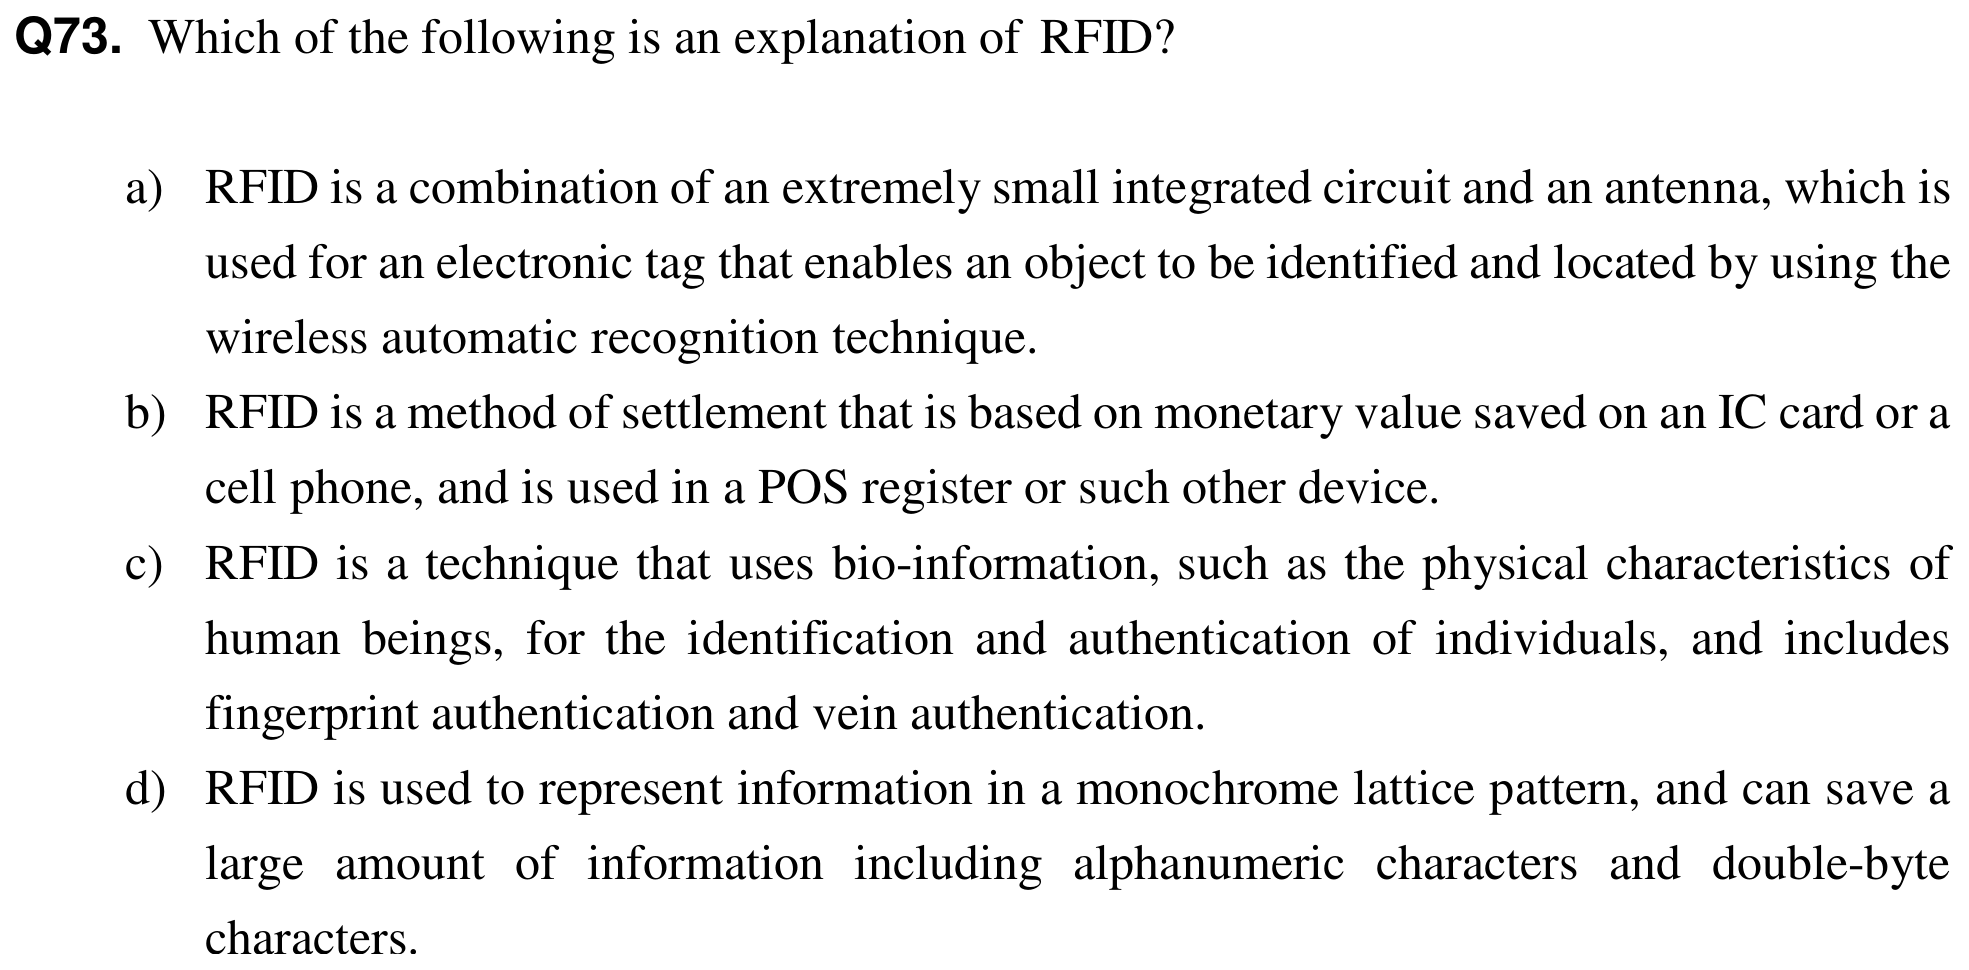 Q73. Which of the following is an explanation of RFID?
a) RFID is a combination of an extremely small integrated circuit and an antenna, which is
used for an electronic tag that enables an object to be identified and located by using the
wireless automatic recognition technique.
b) RFID is a method of settlement that is based on monetary value saved on an IC card or a
cell phone, and is used in a POS register or such other device.
c) RFID is a technique that uses bio-information, such as the physical characteristics of
human beings, for the identification and authentication of individuals, and includes
fingerprint authentication and vein authentication.
d) RFID is used to represent information in a monochrome lattice pattern, and can save a
large amount of information including alphanumeric characters and double-byte
characters.